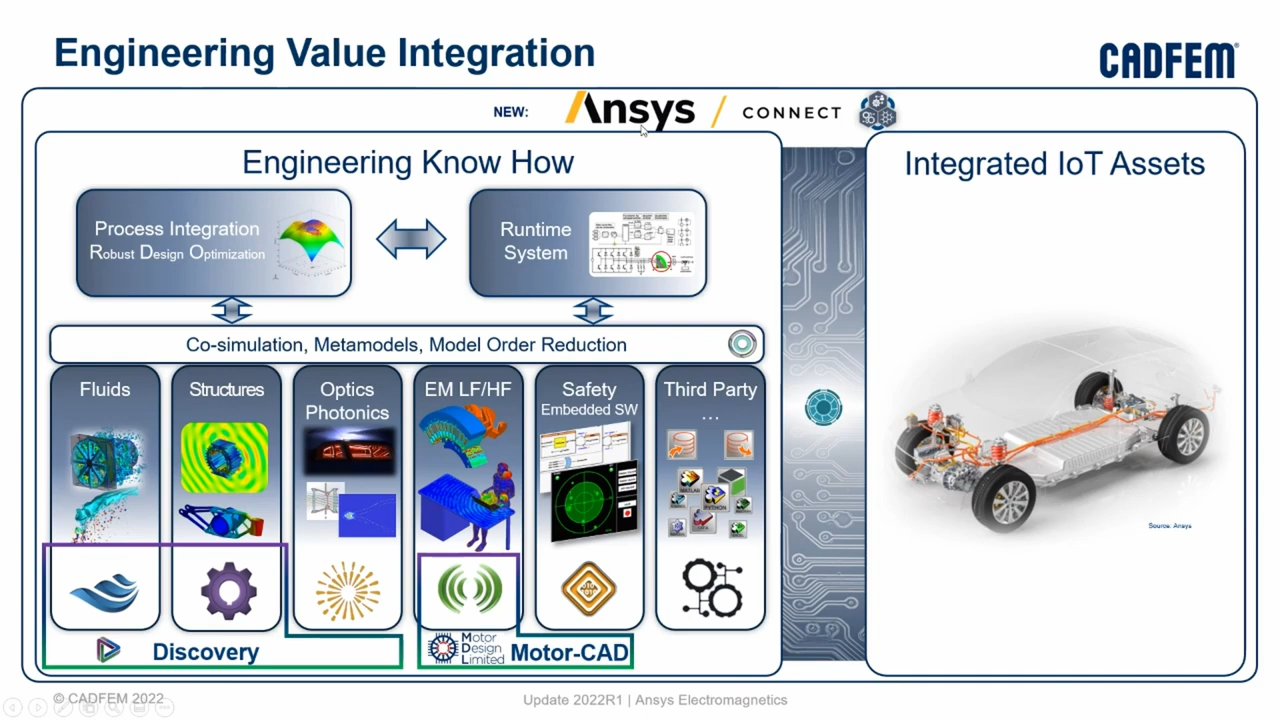 Engineering Value Integration
CADFEM
NEW: Ansys / CONNECT
Engineering Know How
Integrated IoT Assets
Process Integration
Robust Design Optimization
Runtime
System
Co-simulation, Metamodels, Model Order Reduction
Fluids
Structures
Optics
Photonics
EM LF/HF
Safety
Embedded SW
Third Party
...
MATLAB
PYTHON
Source: Ansys
Discovery
Motor
Design
Limited
Motor-CAD
© CADFEM 2022
Update 2022R1 | Ansys Electromagnetics